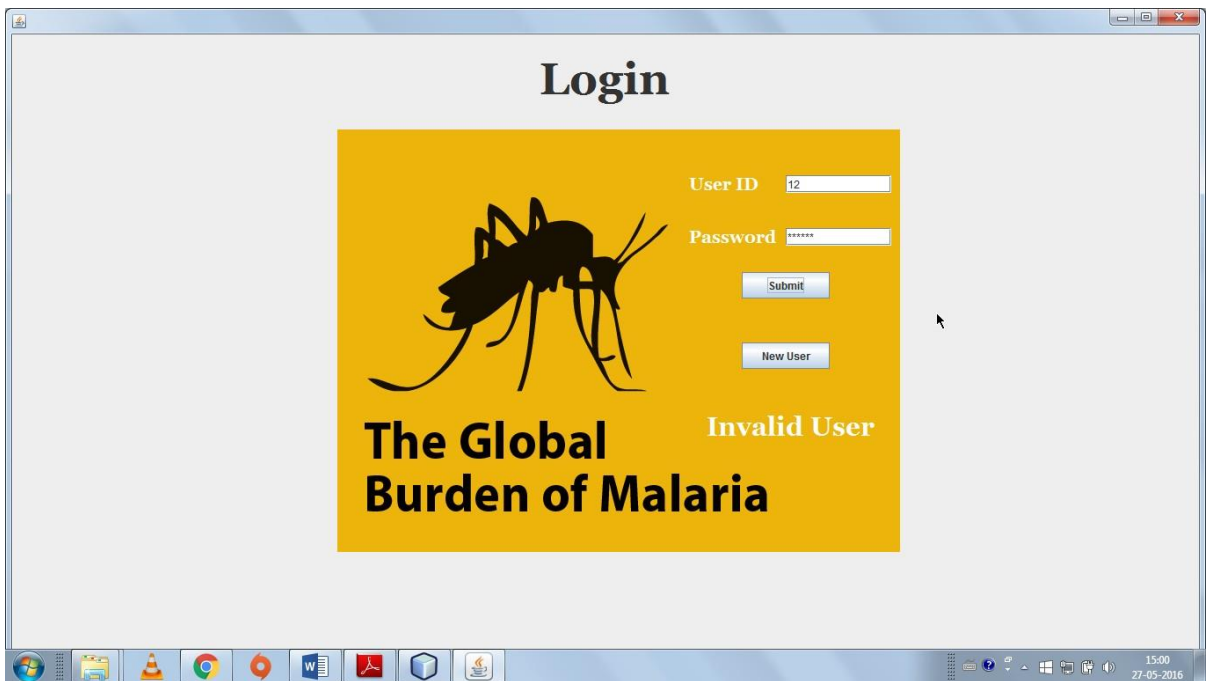 Login
User ID 12
Password ******
Submit
New User
Invalid User
The Global
Burden of Malaria
W
15:00
27-05-2016